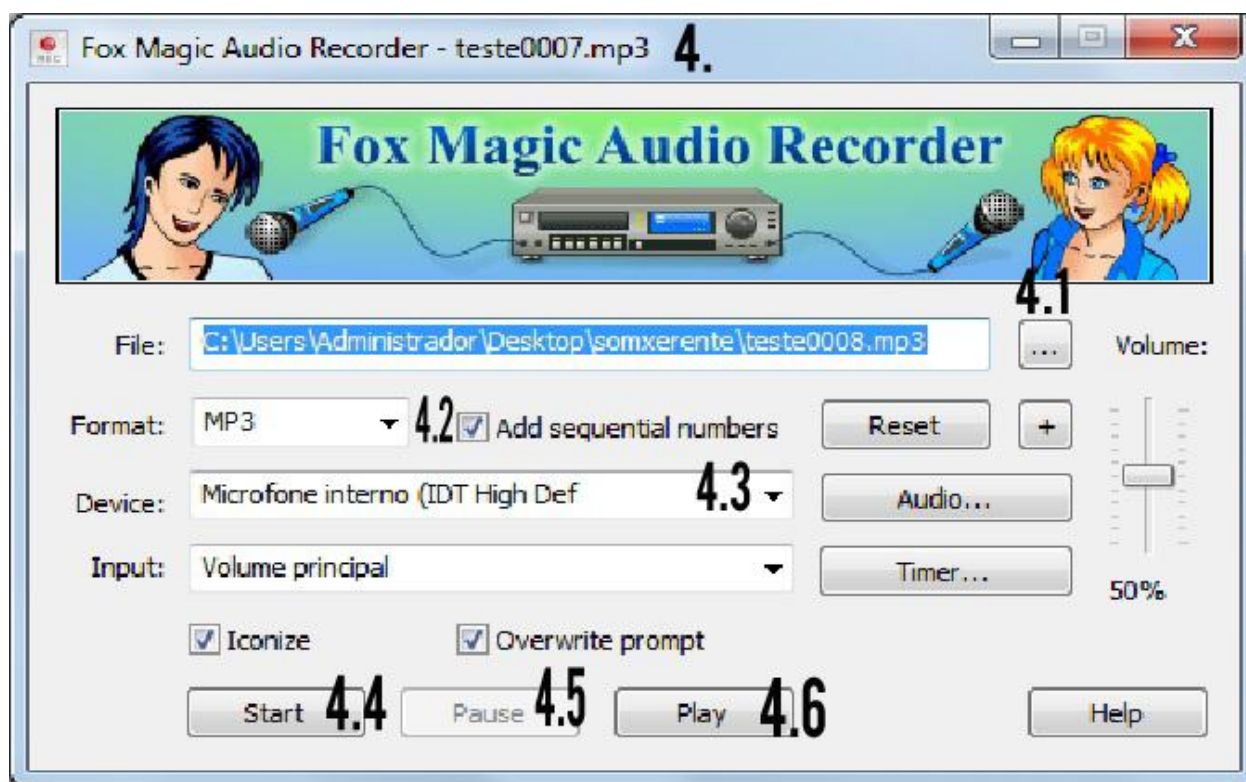 Fox Magic Audio Recorder - teste0007.mp3 4.
Fox Magic Audio Recorder
4.1
File: C:\Users\Administrador\Desktop\somxerente\teste0008.mp3 ... Volume:
Format: MP3 4.2 Add sequential numbers Reset +
Device: Microfone interno (IDT High Def 4.3 Audio...
Input: Volume principal Timer...
50%
Iconize Overwrite prompt
Start 4.4 Pause 4.5 Play 4.6 Help